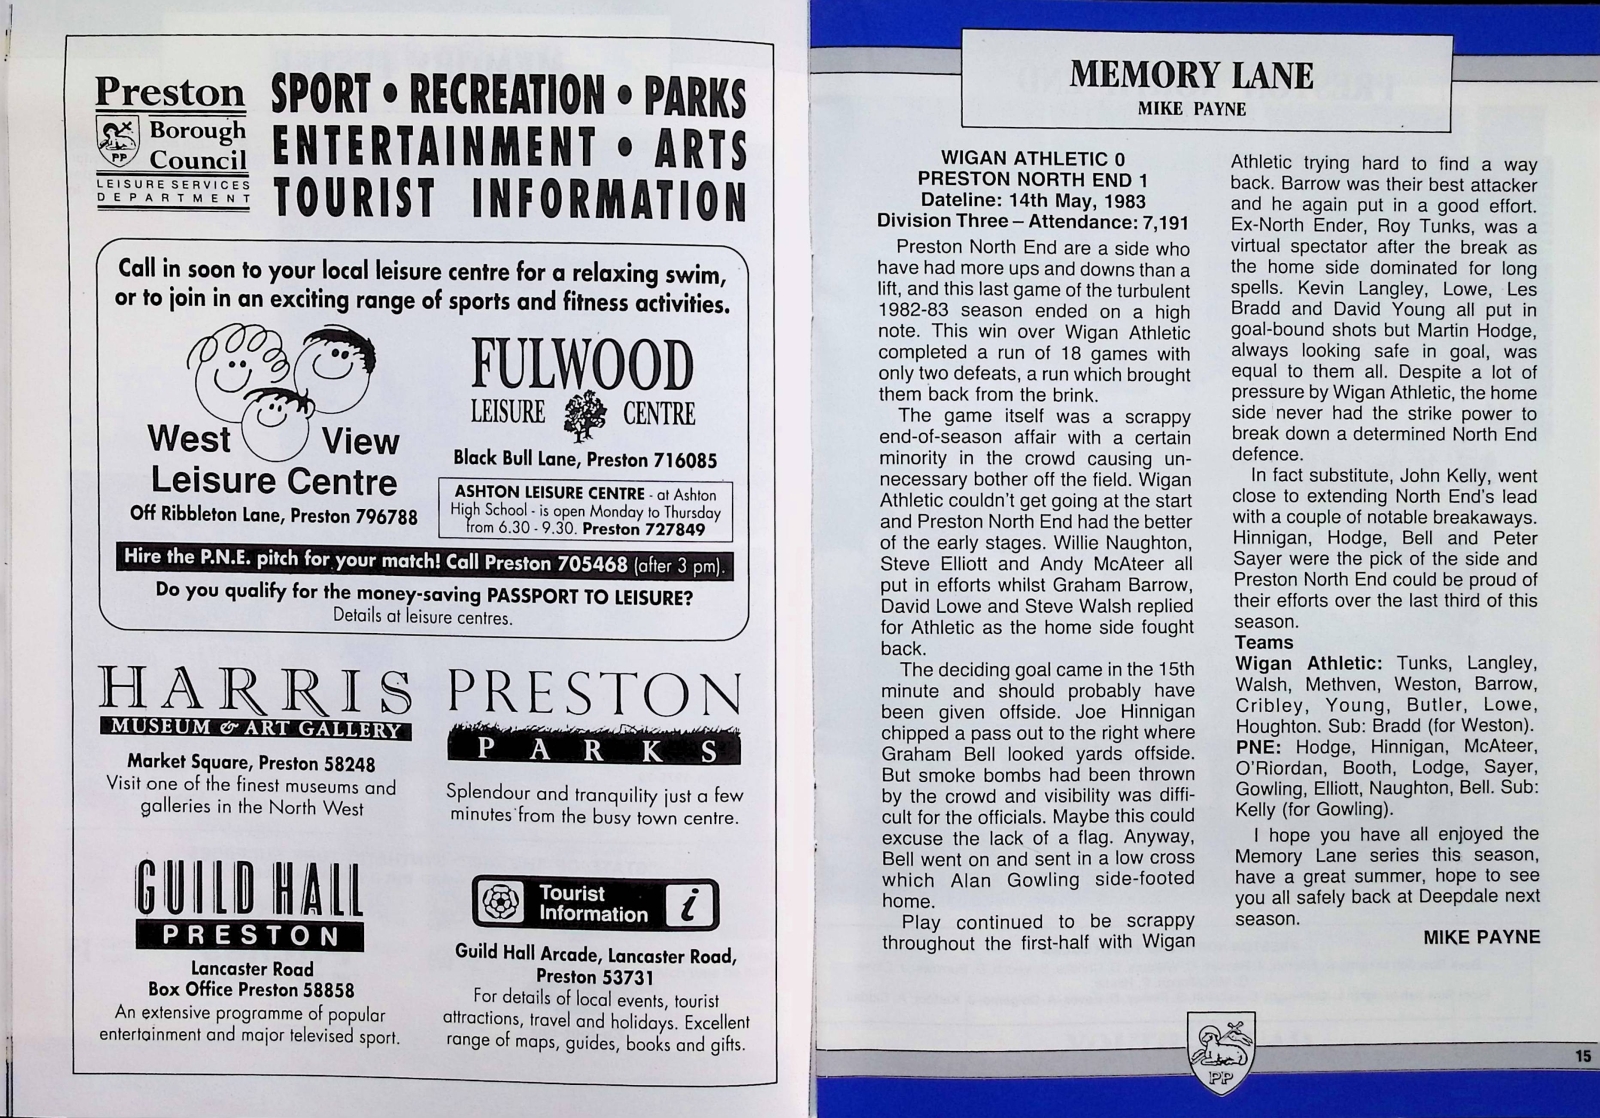 Preston
Borough
Council
PP
LEISURE SERVICES
DEPARTMENT
SPORT • RECREATION • PARKS
ENTERTAINMENT • ARTS
TOURIST INFORMATION
Call in soon to your local leisure centre for a relaxing swim,
or to join in an exciting range of sports and fitness activities.
West View
Leisure Centre
Off Ribbleton Lane, Preston 796788
FULWOOD
LEISURE CENTRE
Black Bull Lane, Preston 716085
ASHTON LEISURE CENTRE - at Ashton
High School - is open Monday to Thursday
from 6.30 - 9.30. Preston 727849
Hire the P.N.E. pitch for your match! Call Preston 705468 (after 3 pm).
Do you qualify for the money-saving PASSPORT TO LEISURE?
Details at leisure centres.
HARRIS
MUSEUM & ART GALLERY
Market Square, Preston 58248
Visit one of the finest museums and
galleries in the North West
PRESTON
PARKS
Splendour and tranquility just a few
minutes from the busy town centre.
GUILD HALL
PRESTON
Lancaster Road
Box Office Preston 58858
An extensive programme of popular
entertainment and major televised sport.
Tourist
Information
i
Guild Hall Arcade, Lancaster Road,
Preston 53731
For details of local events, tourist
attractions, travel and holidays. Excellent
range of maps, guides, books and gifts.
MEMORY LANE
MIKE PAYNE
WIGAN ATHLETIC 0
PRESTON NORTH END 1
Dateline: 14th May, 1983
Division Three – Attendance: 7,191
Preston North End are a side who
have had more ups and downs than a
lift, and this last game of the turbulent
1982-83 season ended on a high
note. This win over Wigan Athletic
completed a run of 18 games with
only two defeats, a run which brought
them back from the brink.
The game itself was a scrappy
end-of-season affair with a certain
minority in the crowd causing un-
necessary bother off the field. Wigan
Athletic couldn't get going at the start
and Preston North End had the better
of the early stages. Willie Naughton,
Steve Elliott and Andy McAteer all
put in efforts whilst Graham Barrow,
David Lowe and Steve Walsh replied
for Athletic as the home side fought
back.
The deciding goal came in the 15th
minute and should probably have
been given offside. Joe Hinnigan
chipped a pass out to the right where
Graham Bell looked yards offside.
But smoke bombs had been thrown
by the crowd and visibility was diffi-
cult for the officials. Maybe this could
excuse the lack of a flag. Anyway,
Bell went on and sent in a low cross
which Alan Gowling side-footed
home.
Play continued to be scrappy
throughout the first-half with Wigan
Athletic trying hard to find a way
back. Barrow was their best attacker
and he again put in a good effort.
Ex-North Ender, Roy Tunks, was a
virtual spectator after the break as
the home side dominated for long
spells. Kevin Langley, Lowe, Les
Bradd and David Young all put in
goal-bound shots but Martin Hodge,
always looking safe in goal, was
equal to them all. Despite a lot of
pressure by Wigan Athletic, the home
side never had the strike power to
break down a determined North End
defence.
In fact substitute, John Kelly, went
close to extending North End's lead
with a couple of notable breakaways.
Hinnigan, Hodge, Bell and Peter
Sayer were the pick of the side and
Preston North End could be proud of
their efforts over the last third of this
season.
Teams
Wigan Athletic: Tunks, Langley,
Walsh, Methven, Weston, Barrow,
Cribley, Young, Butler, Lowe,
Houghton. Sub: Bradd (for Weston).
PNE: Hodge, Hinnigan, McAteer,
O'Riordan, Booth, Lodge, Sayer,
Gowling, Elliott, Naughton, Bell. Sub:
Kelly (for Gowling).
I hope you have all enjoyed the
Memory Lane series this season,
have a great summer, hope to see
you all safely back at Deepdale next
season.
MIKE PAYNE
PP
15